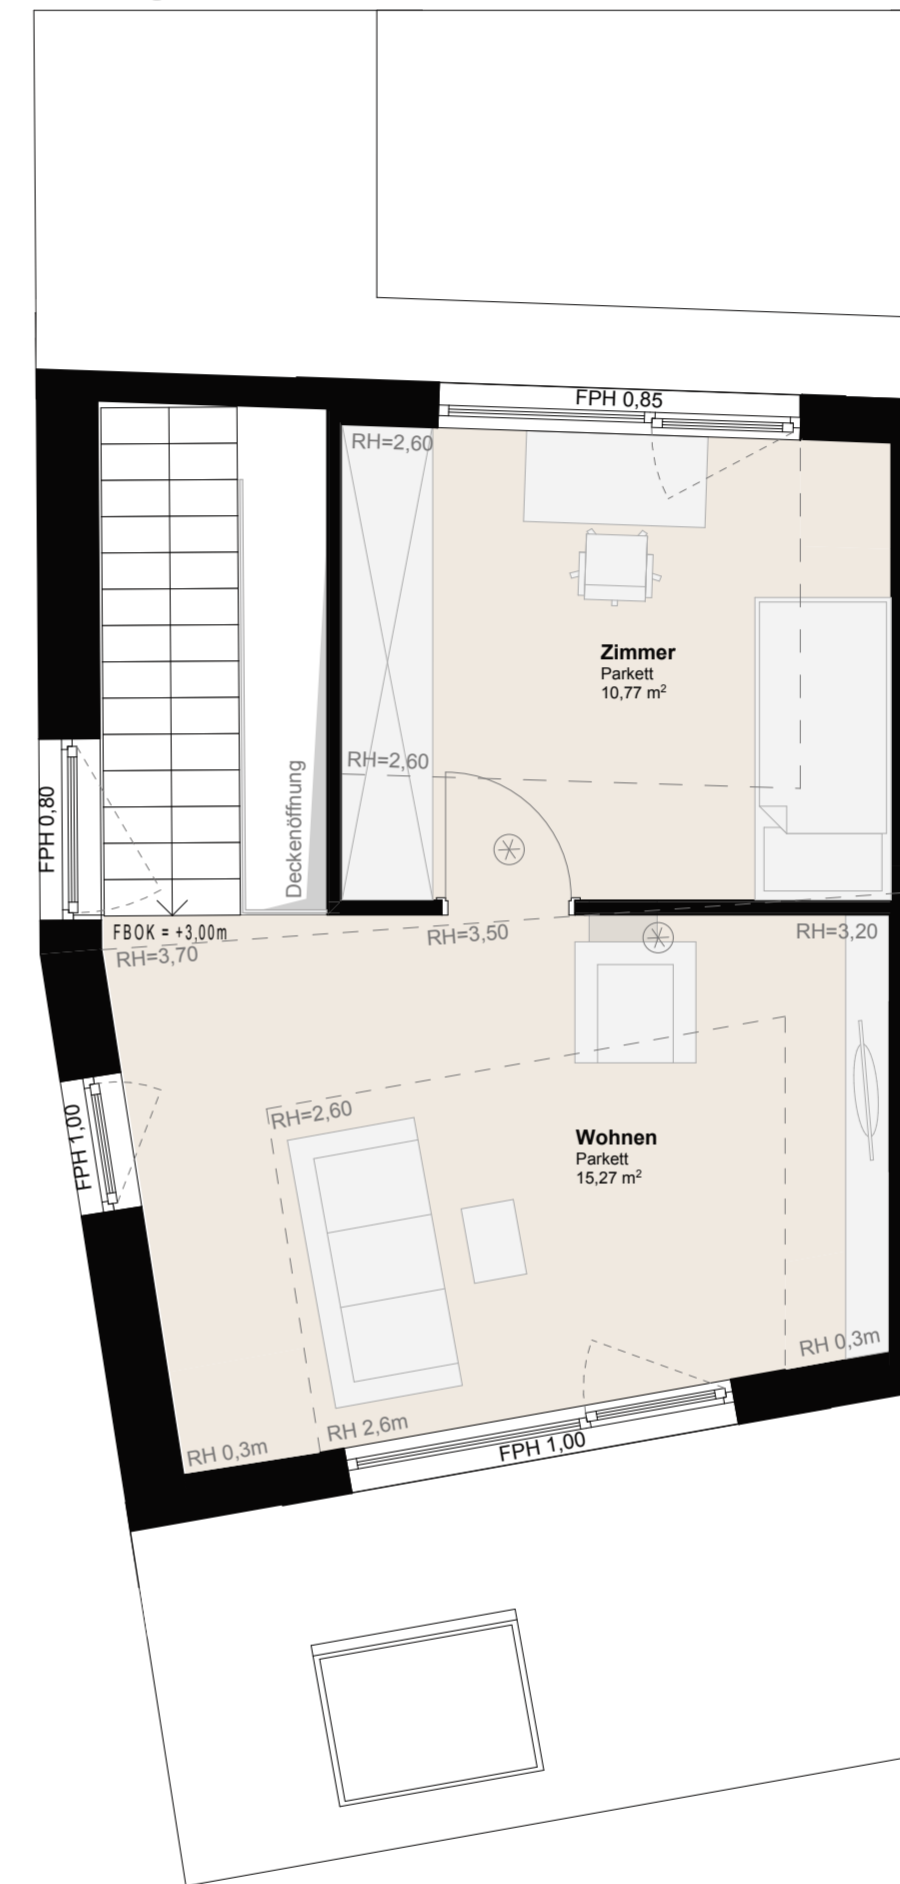 FPH 0,85
RH=2,60
Zimmer
Parkett
10,77 m²
RH=2,60
Deckenöffnung
FPH 0,80
FBOK = +3,00m
RH=3,70
RH=3,50
RH=3,20
FPH 1,00
RH=2,60
Wohnen
Parkett
15,27 m²
RH 0,3m
RH 2,6m
RH 0,3m
FPH 1,00